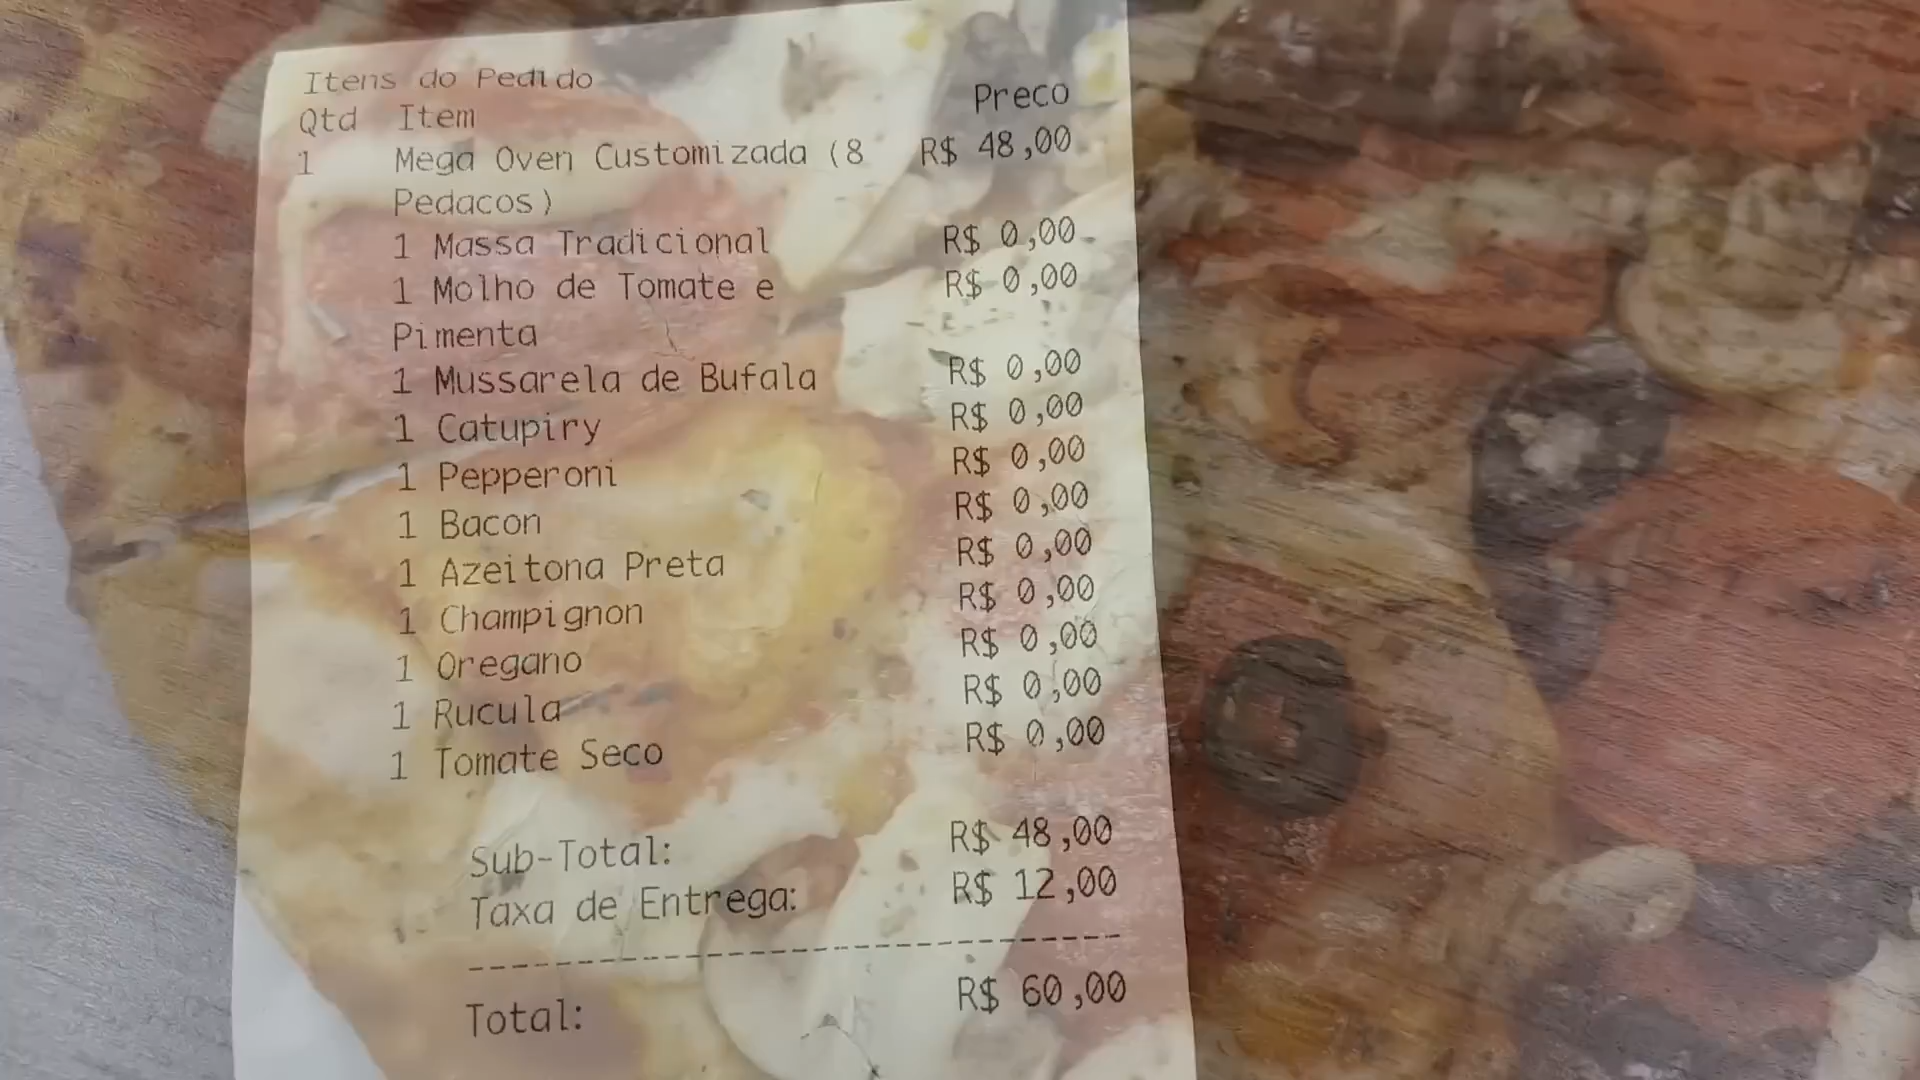 Itens do Pedido
Qtd Item Preco
1 Mega Oven Customizada (8 R$ 48,00
Pedacos)
1 Massa Tradicional R$ 0,00
1 Molho de Tomate e R$ 0,00
Pimenta
1 Mussarela de Bufala R$ 0,00
1 Catupiry R$ 0,00
1 Pepperoni R$ 0,00
1 Bacon R$ 0,00
1 Azeitona Preta R$ 0,00
1 Champignon R$ 0,00
1 Oregano R$ 0,00
1 Rucula R$ 0,00
1 Tomate Seco R$ 0,00
Sub-Total: R$ 48,00
Taxa de Entrega: R$ 12,00
Total: R$ 60,00